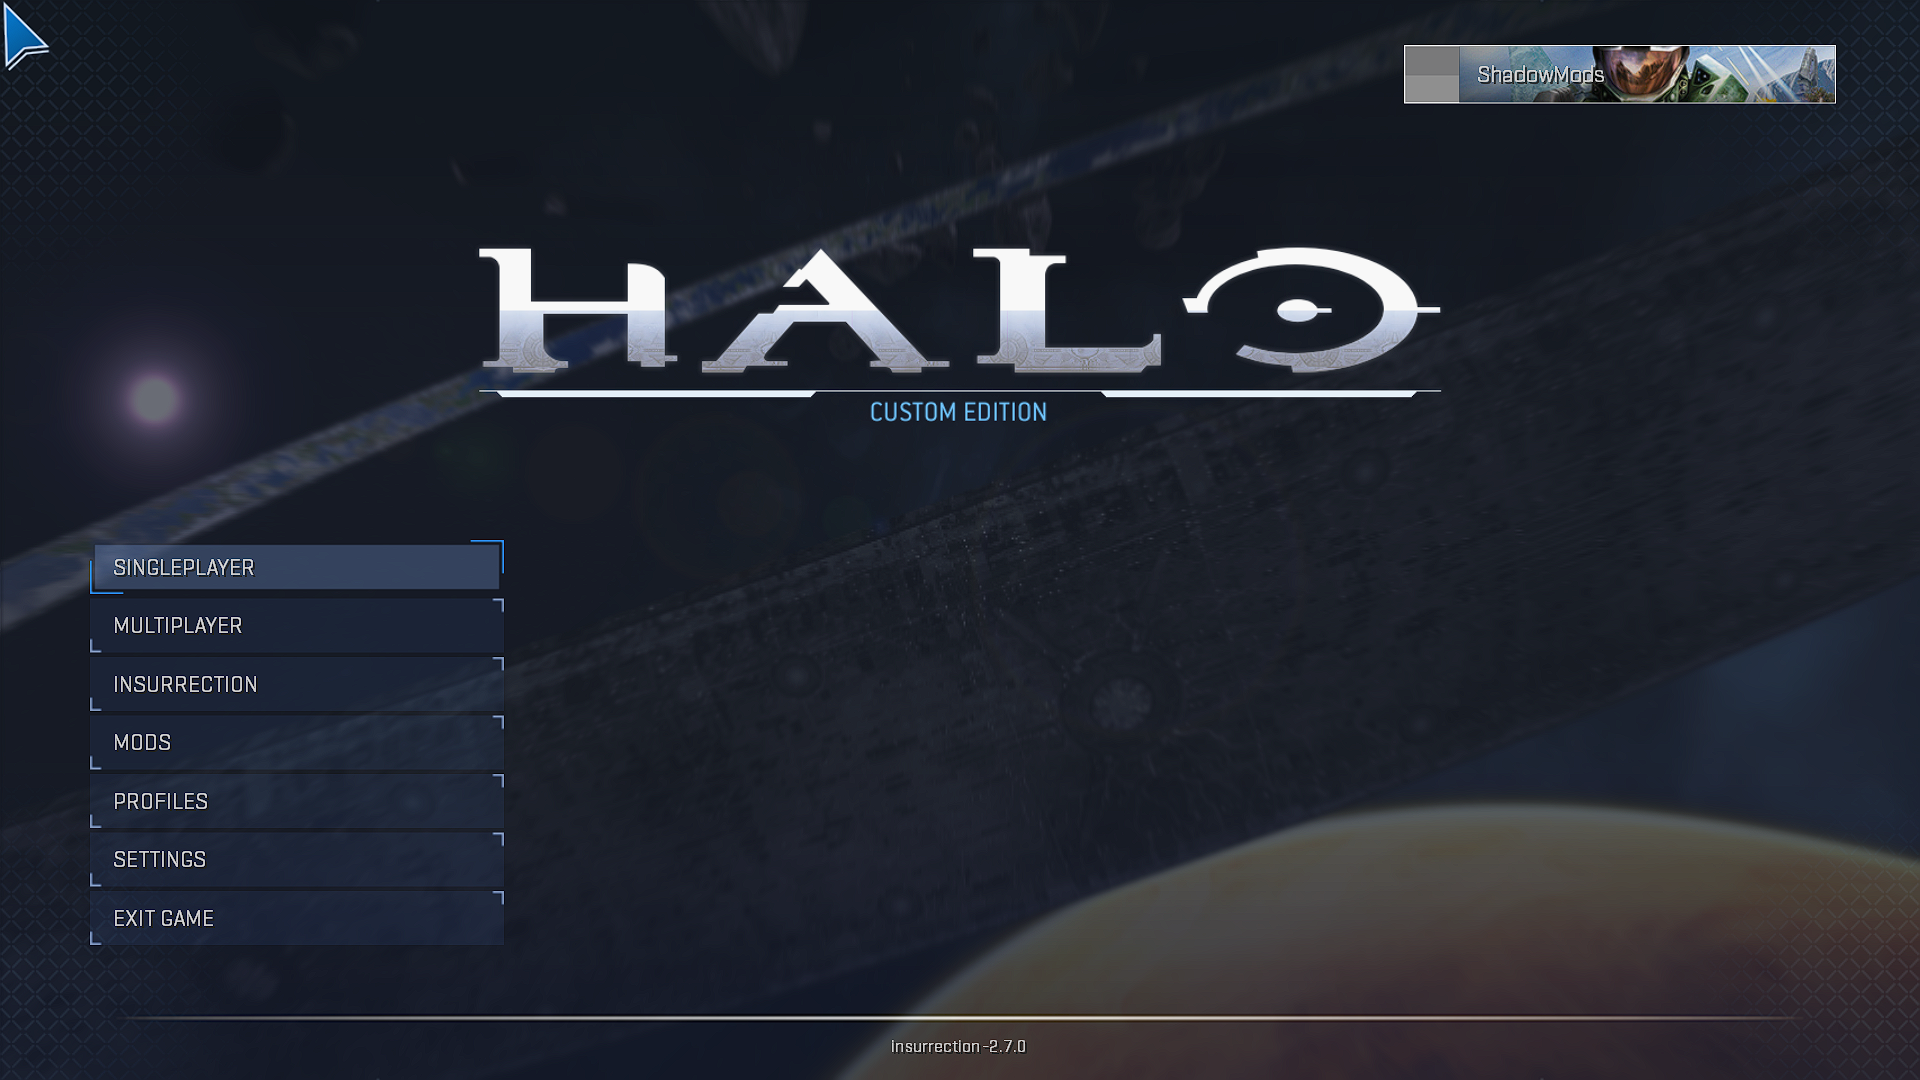 ShadowMods
HALO
CUSTOM EDITION
SINGLEPLAYER
MULTIPLAYER
INSURRECTION
MODS
PROFILES
SETTINGS
EXIT GAME
Insurrection-2.7.0